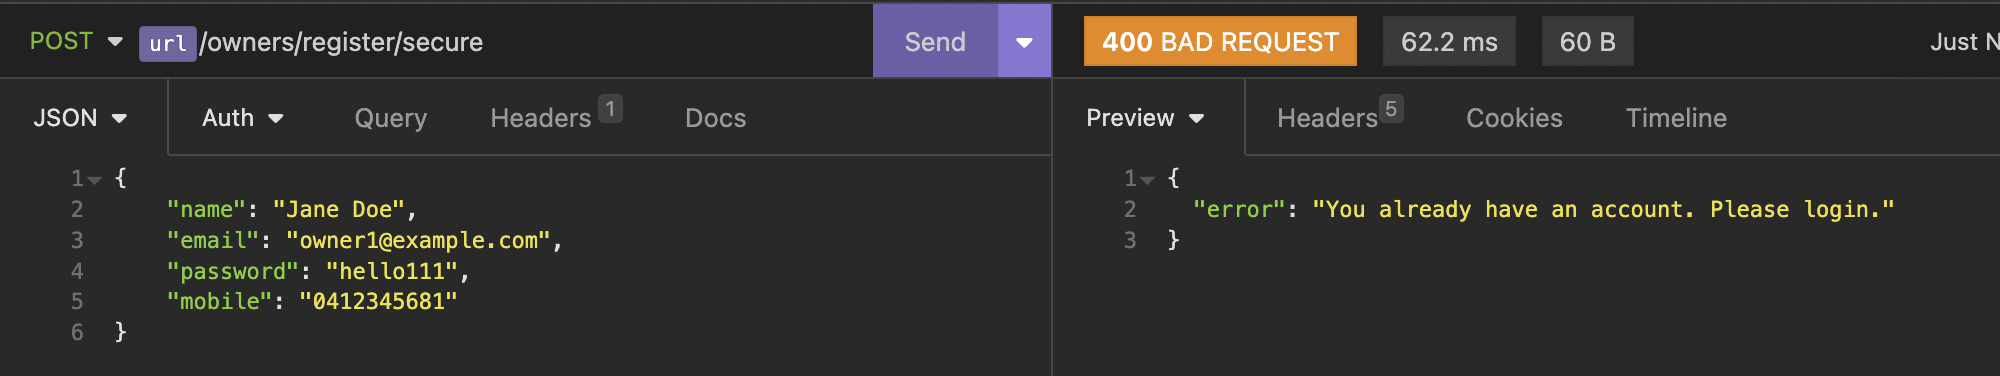 POST url/owners/register/secure Send 400 BAD REQUEST 62.2 ms 60 B Just N
JSON Auth Query Headers 1 Docs Preview Headers 5 Cookies Timeline
1 {
2 "name": "Jane Doe",
3 "email": "owner1@example.com",
4 "password": "hello111",
5 "mobile": "0412345681"
6 }
1 {
2 "error": "You already have an account. Please login."
3 }